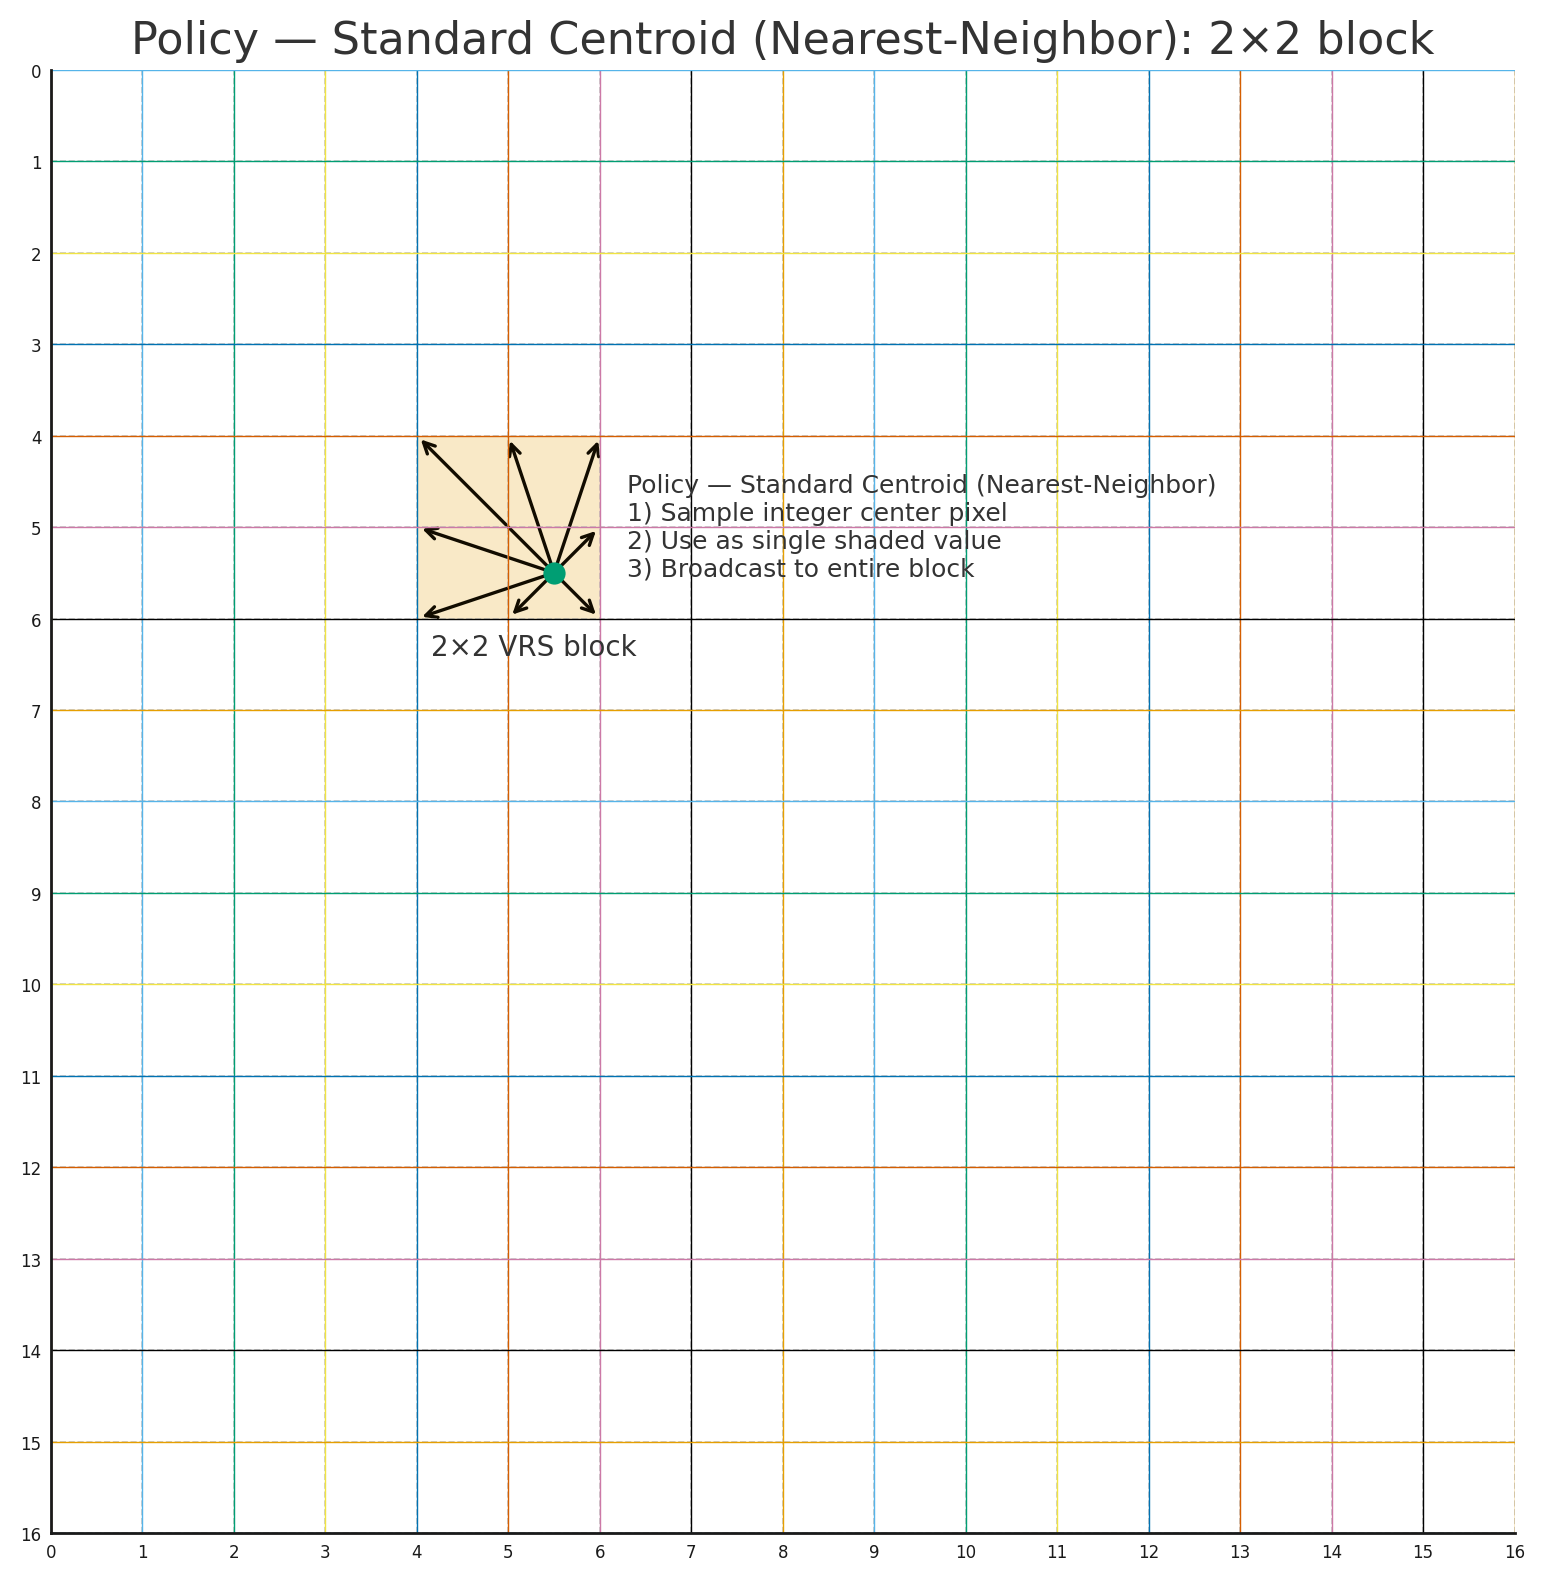 Policy — Standard Centroid (Nearest-Neighbor): 2×2 block
0
1
2
3
4
Policy — Standard Centroid (Nearest-Neighbor)
1) Sample integer center pixel
5
2) Use as single shaded value
3) Broadcast to entire block
6
2×2 VRS block
7
8
9
10
11
12
13
14
15
16
0 1 2 3 4 5 6 7 8 9 10 11 12 13 14 15 16